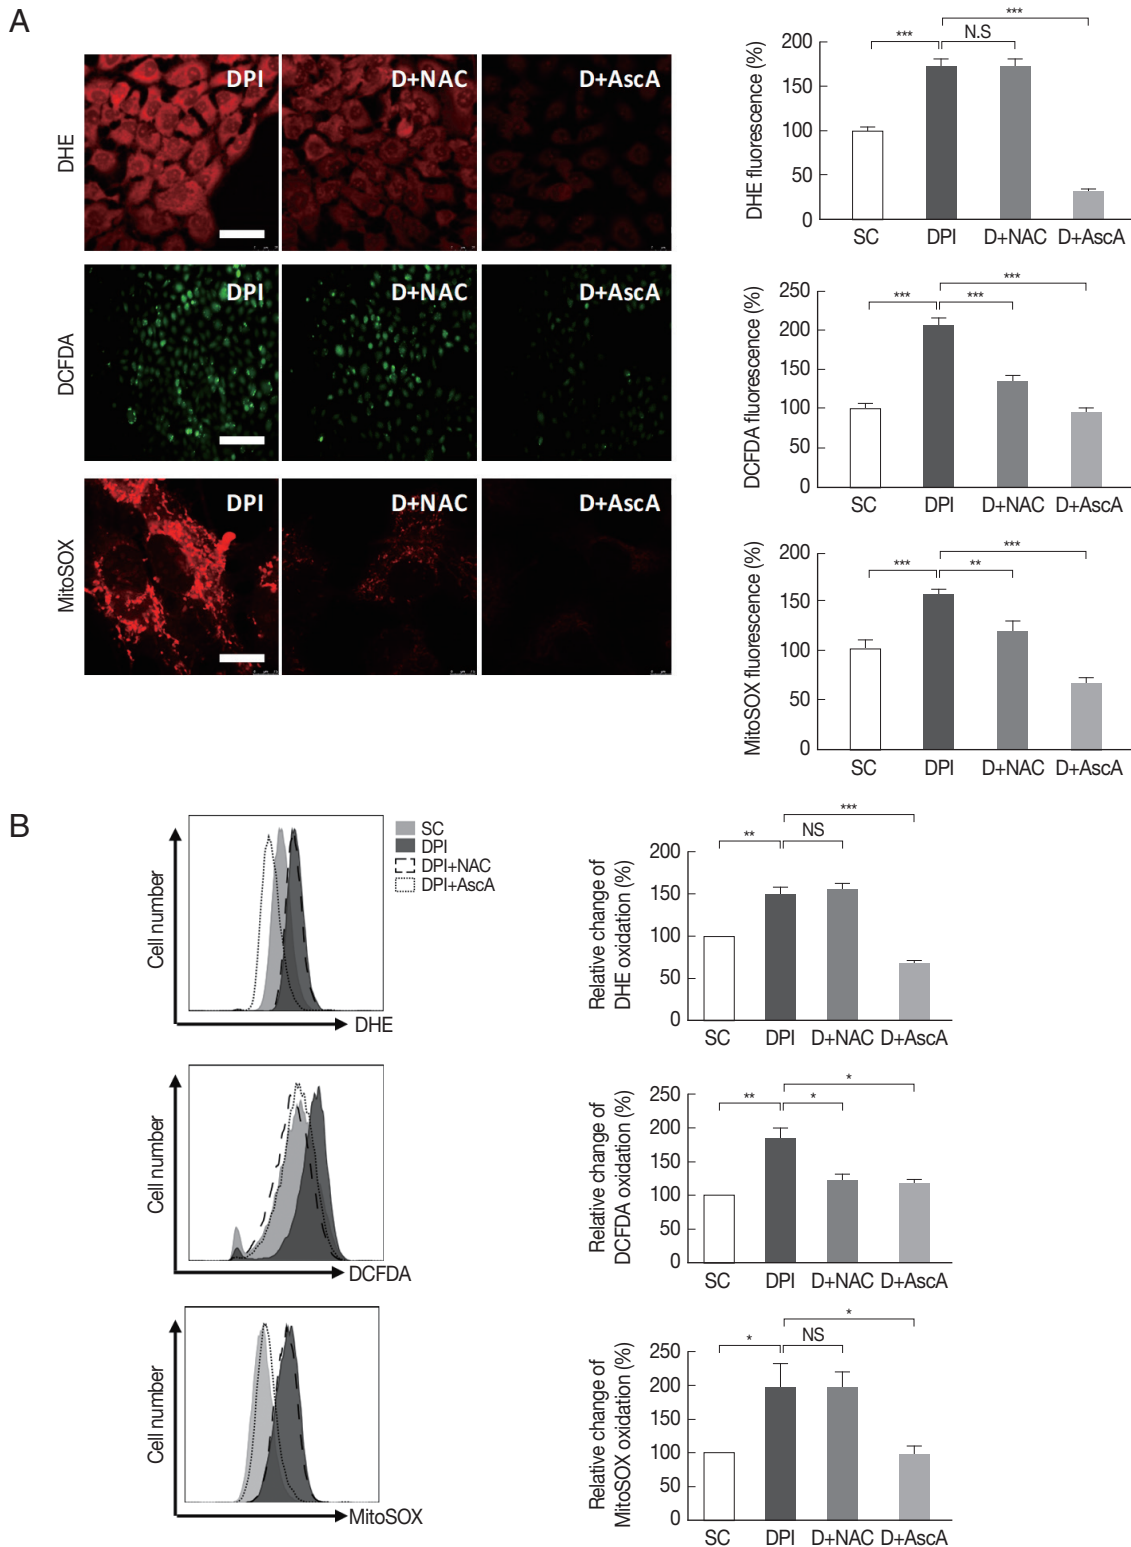 A
DHE
DPI
D+NAC
D+AscA
DCFDA
DPI
D+NAC
D+AscA
MitoSOX
DPI
D+NAC
D+AscA
DHE fluorescence (%)
200
150
100
50
0
***
***
N.S
SC
DPI
D+NAC
D+AscA
DCFDA fluorescence (%)
250
200
150
100
50
0
***
***
***
SC
DPI
D+NAC
D+AscA
MitoSOX fluorescence (%)
200
150
100
50
0
***
***
**
SC
DPI
D+NAC
D+AscA
B
Cell number
DHE
SC
DPI
DPI+NAC
DPI+AscA
Relative change of
DHE oxidation (%)
200
150
100
50
0
***
**
NS
SC
DPI
D+NAC
D+AscA
Cell number
DCFDA
Relative change of
DCFDA oxidation (%)
250
200
150
100
50
0
*
**
*
SC
DPI
D+NAC
D+AscA
Cell number
MitoSOX
Relative change of
MitoSOX oxidation (%)
250
200
150
100
50
0
*
*
NS
SC
DPI
D+NAC
D+AscA